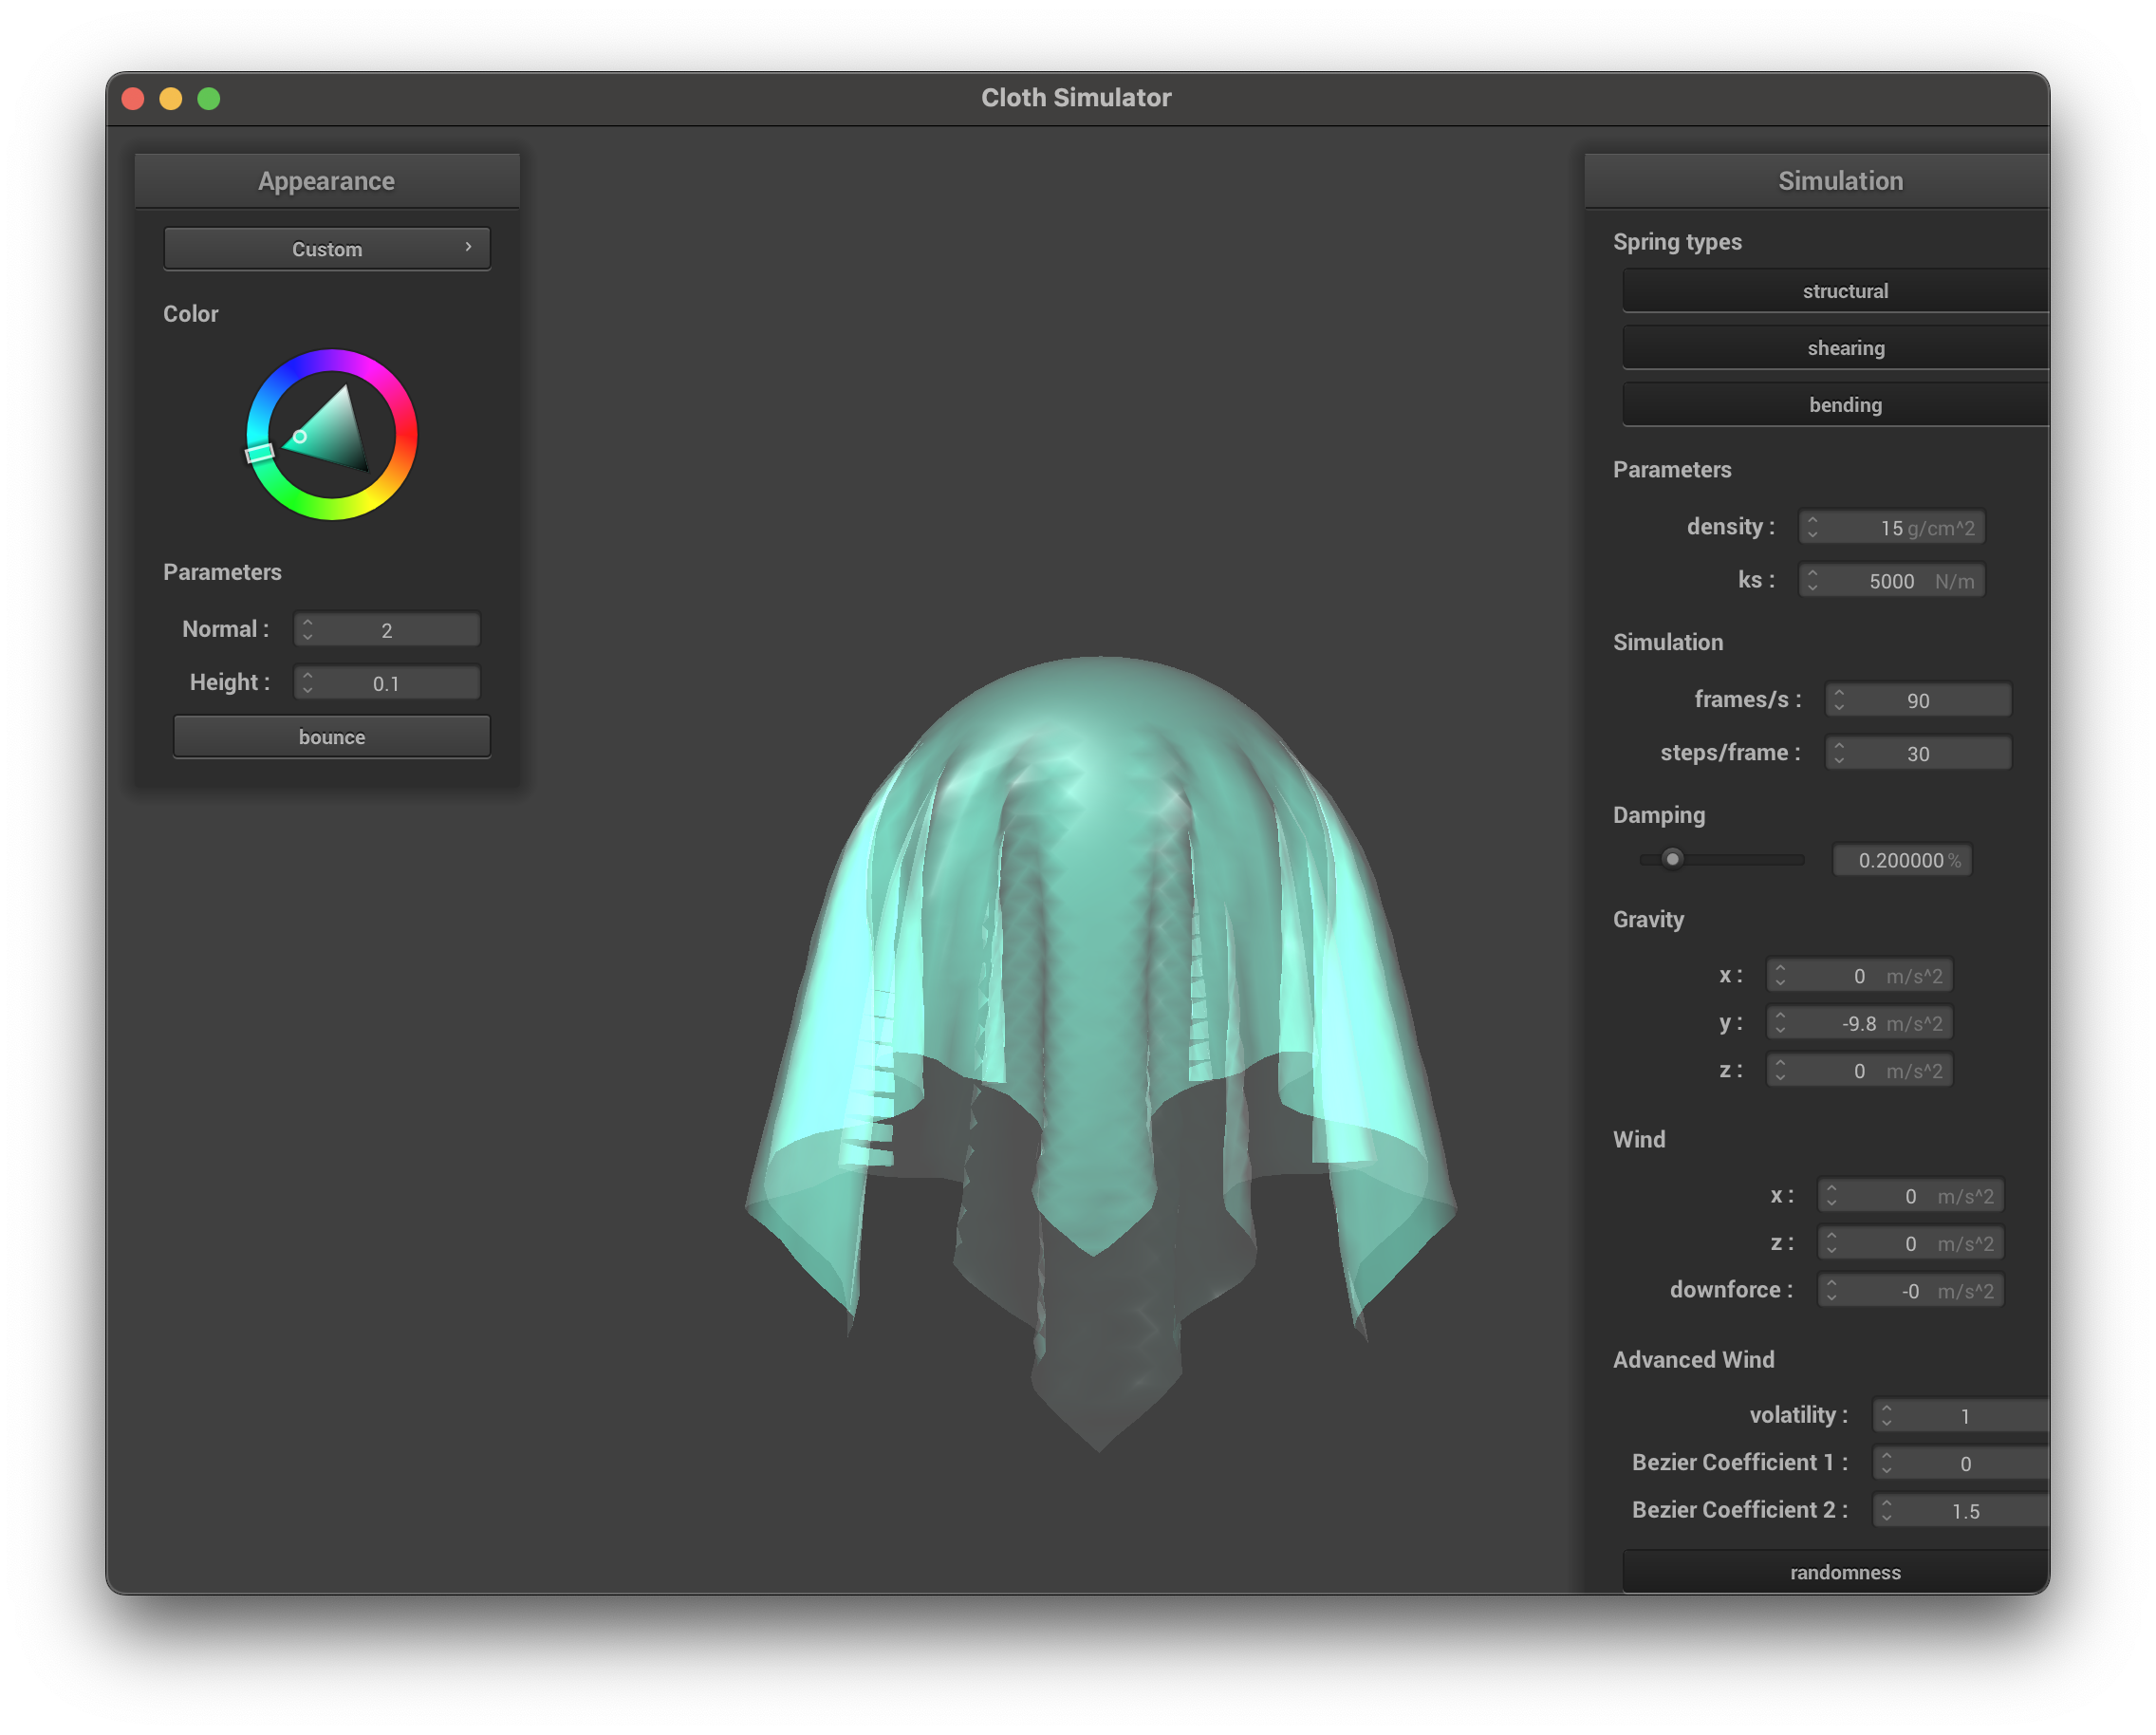 Cloth Simulator
Appearance
Custom
Color
Parameters
Normal : 2
Height : 0.1
bounce
Simulation
Spring types
structural
shearing
bending
Parameters
density : 15 g/cm^2
ks : 5000 N/m
Simulation
frames/s : 90
steps/frame : 30
Damping
0.200000 %
Gravity
x : 0 m/s^2
y : -9.8 m/s^2
z : 0 m/s^2
Wind
x : 0 m/s^2
z : 0 m/s^2
downforce : -0 m/s^2
Advanced Wind
volatility : 1
Bezier Coefficient 1 : 0
Bezier Coefficient 2 : 1.5
randomness